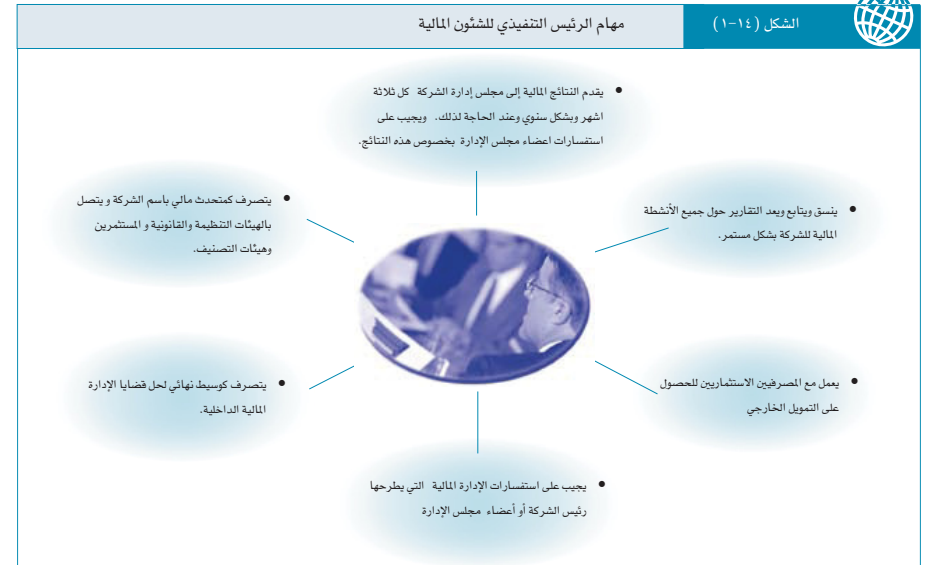 الشكل (١٤-١)
مهام الرئيس التنفيذي للشئون المالية
● يقدم النتائج المالية إلى مجلس إدارة الشركة كل ثلاثة
اشهر وبشكل سنوي وعند الحاجة لذلك. ويجيب على
استفسارات اعضاء مجلس الإدارة بخصوص هذه النتائج.
● ينسق ويتابع ويعد التقارير حول جميع الأنشطة
المالية للشركة بشكل مستمر.
● يعمل مع المصرفيين الاستثماريين للحصول
على التمويل الخارجي
● يجيب على استفسارات الإدارة المالية التي يطرحها
رئيس الشركة أو أعضاء مجلس الإدارة
● يتصرف كوسيط نهائي لحل قضايا الإدارة
المالية الداخلية.
● يتصرف كمتحدث مالي باسم الشركة و يتصل
بالهيئات التنظيمة والقانونية و المستثمرين
وهيئات التصنيف.